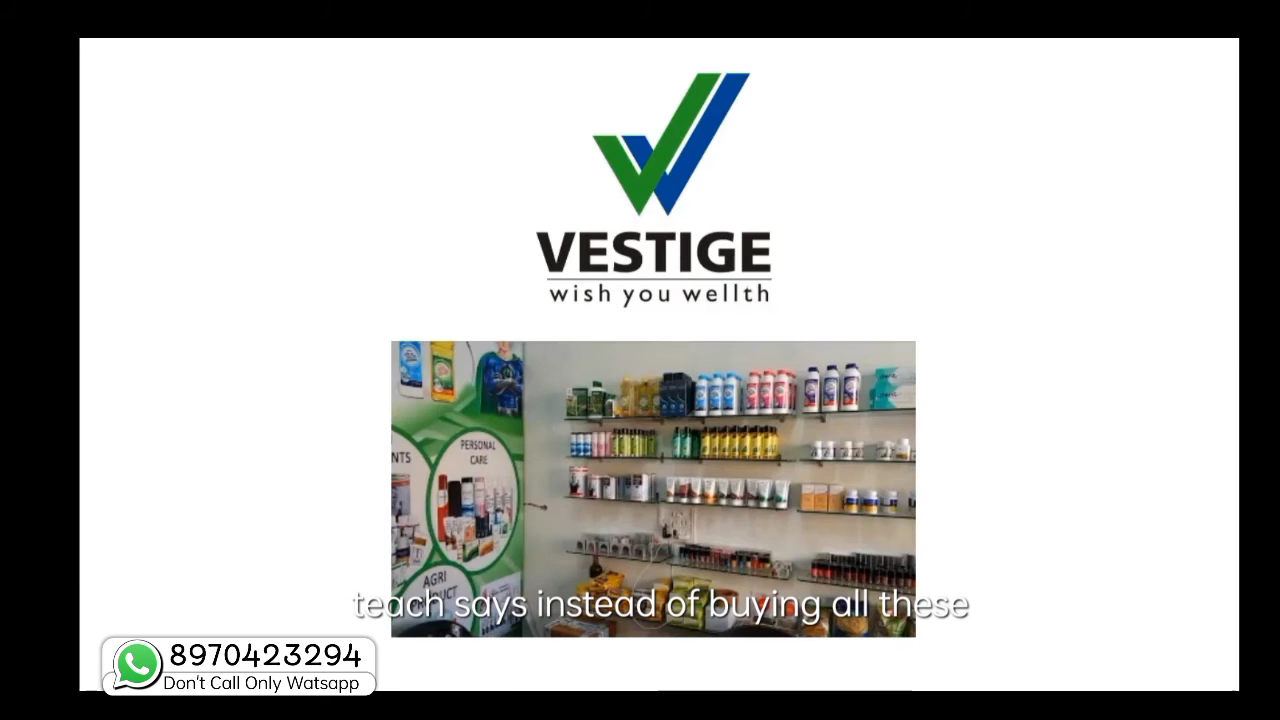 VESTIGE
wish you wellth
PERSONAL
CARE
NTS
AGRI
teach says instead of buying all these
8970423294
Don't Call Only Watsapp